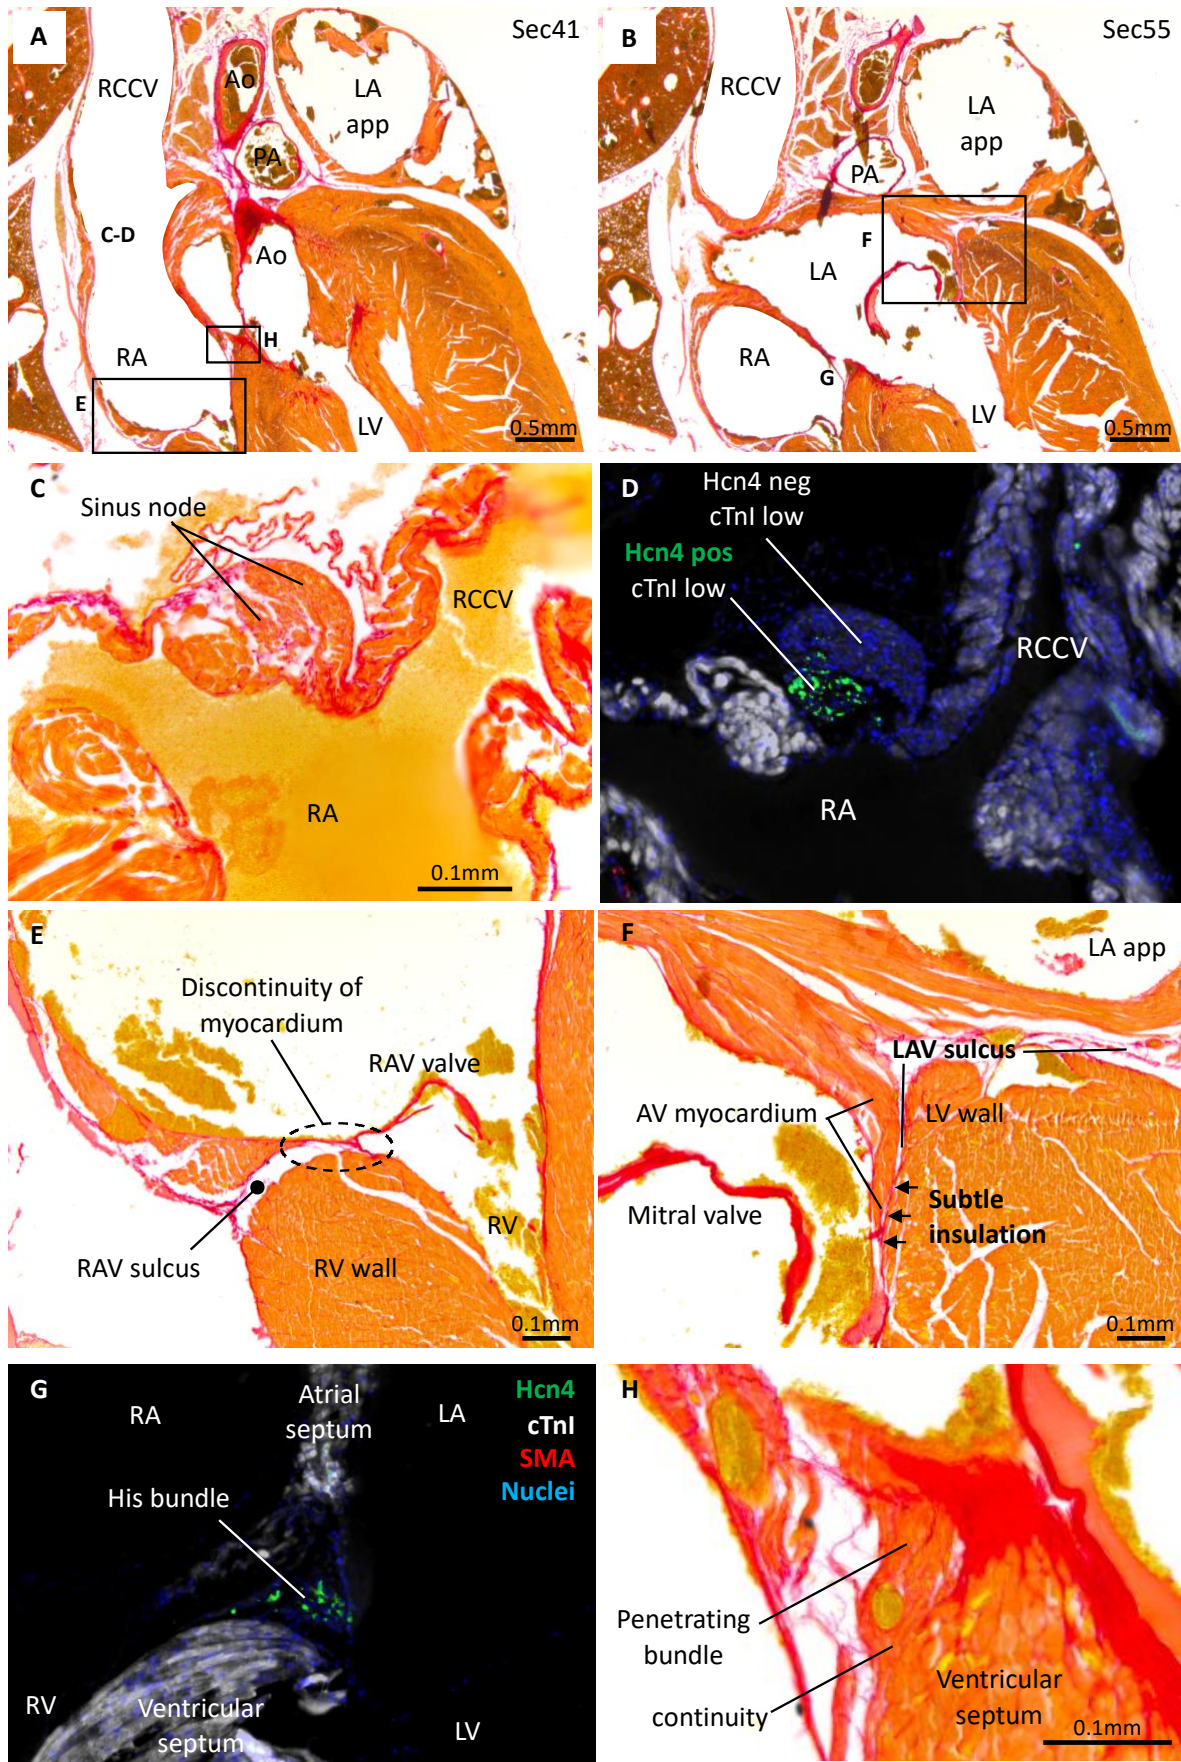 A
Sec41
RCCV
Ao
LA
app
PA
C-D
Ao
RA
H
E
LV
0.5mm
B
Sec55
RCCV
LA
app
PA
F
LA
RA
G
LV
0.5mm
C
Sinus node
RCCV
RA
0.1mm
D
Hcn4 neg
cTnI low
Hcn4 pos
cTnI low
RCCV
RA
E
Discontinuity of
myocardium
RAV valve
RAV sulcus
RV wall
RV
0.1mm
F
LA app
LAV sulcus
AV myocardium
LV wall
Mitral valve
Subtle
insulation
0.1mm
G
RA
Atrial
septum
LA
Hcn4
cTnI
SMA
Nuclei
His bundle
RV
Ventricular
septum
LV
H
Penetrating
bundle
continuity
Ventricular
septum
0.1mm